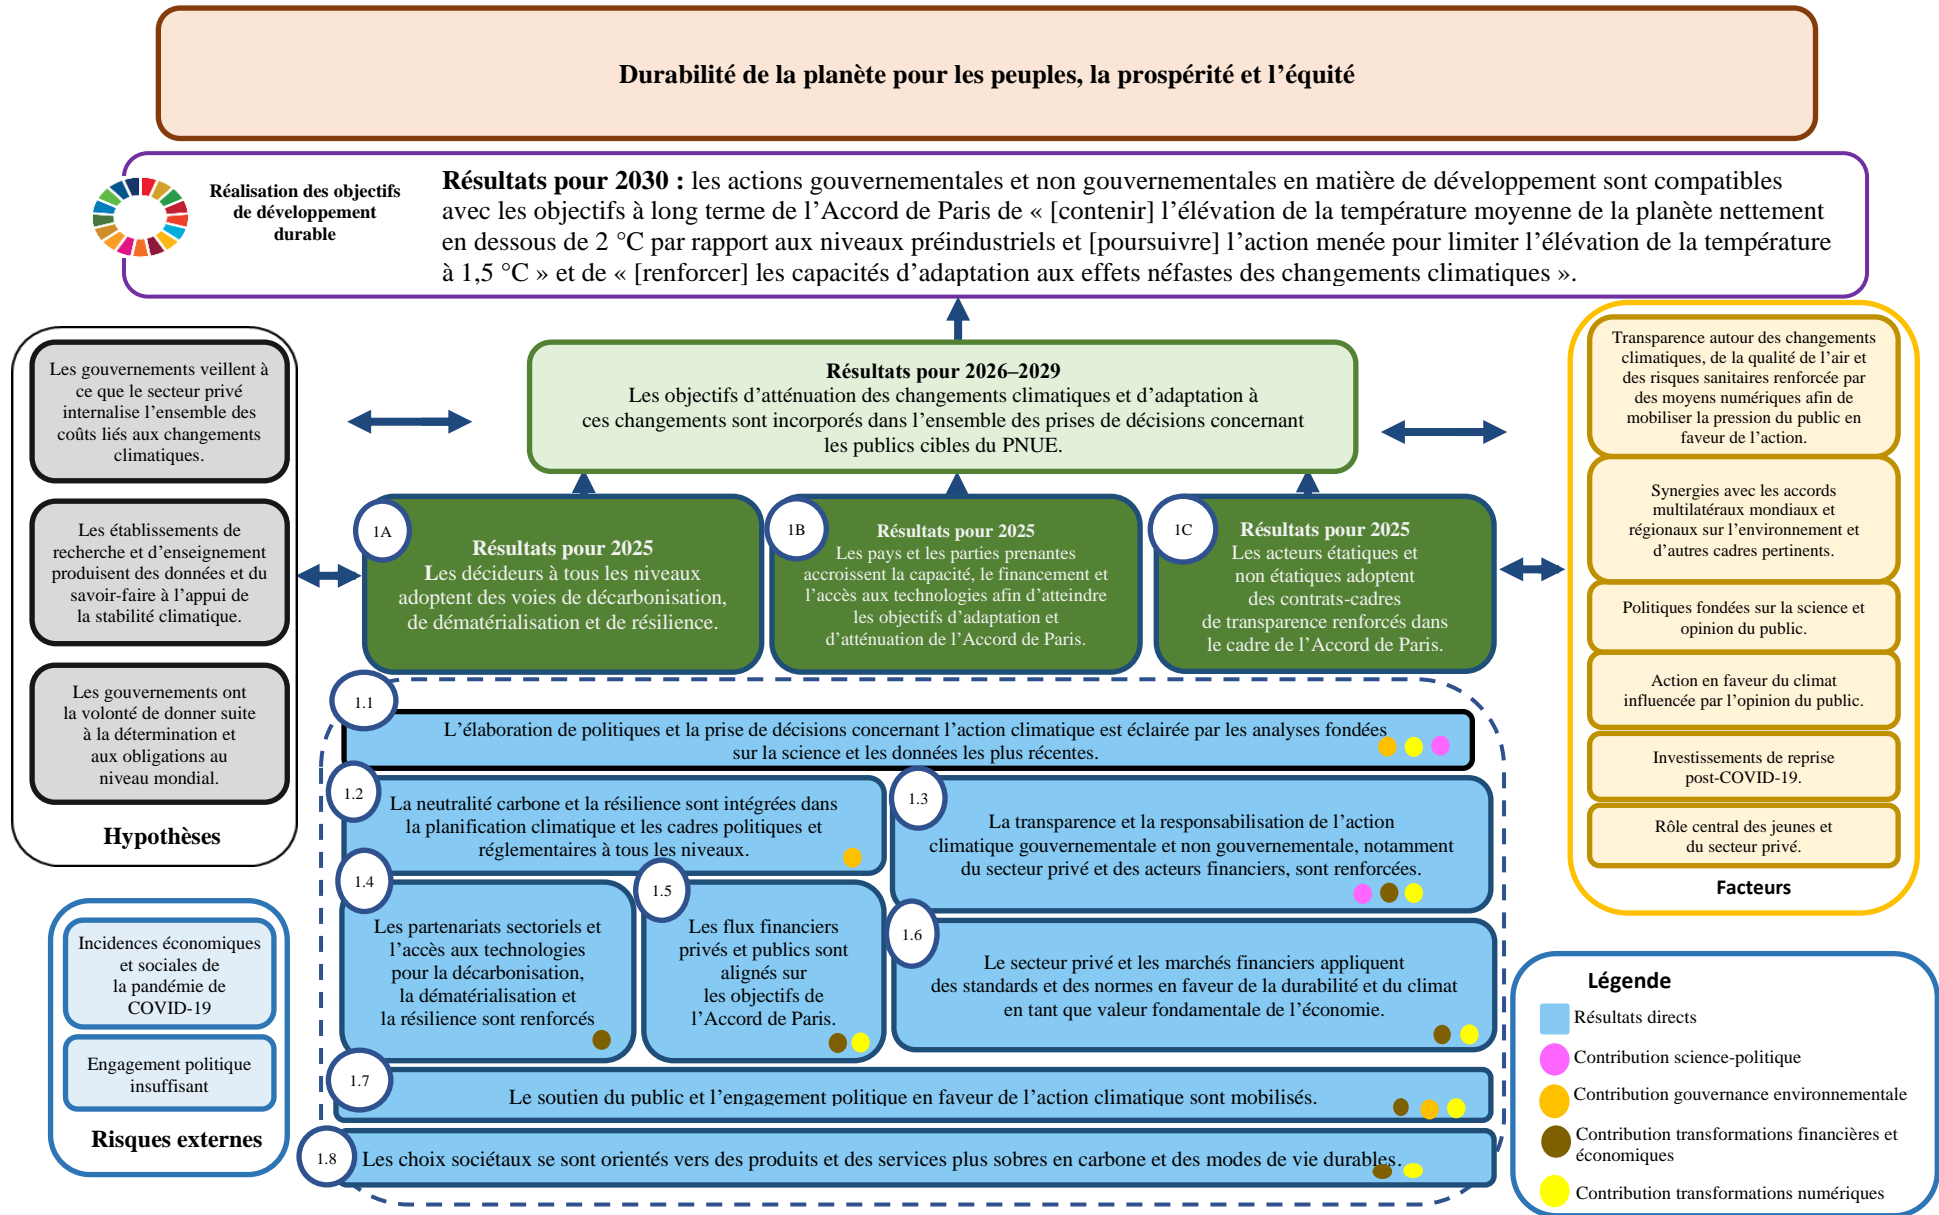 Durabilité de la planète pour les peuples, la prospérité et l’équité
Réalisation des objectifs
de développement
durable
Résultats pour 2030 : les actions gouvernementales et non gouvernementales en matière de développement sont compatibles
avec les objectifs à long terme de l’Accord de Paris de « [contenir] l’élévation de la température moyenne de la planète nettement
en dessous de 2 °C par rapport aux niveaux préindustriels et [poursuivre] l’action menée pour limiter l’élévation de la température
à 1,5 °C » et de « [renforcer] les capacités d’adaptation aux effets néfastes des changements climatiques ».
Les gouvernements veillent à
ce que le secteur privé
internalise l’ensemble des
coûts liés aux changements
climatiques.
Les établissements de
recherche et d’enseignement
produisent des données et du
savoir-faire à l’appui de
la stabilité climatique.
Les gouvernements ont
la volonté de donner suite
à la détermination et
aux obligations au
niveau mondial.
Hypothèses
Incidences économiques
et sociales de
la pandémie de
COVID-19
Engagement politique
insuffisant
Risques externes
Résultats pour 2026–2029
Les objectifs d’atténuation des changements climatiques et d’adaptation à
ces changements sont incorporés dans l’ensemble des prises de décisions concernant
les publics cibles du PNUE.
1A
Résultats pour 2025
Les décideurs à tous les niveaux
adoptent des voies de décarbonisation,
de dématérialisation et de résilience.
1B
Résultats pour 2025
Les pays et les parties prenantes
accroissent la capacité, le financement et
l’accès aux technologies afin d’atteindre
les objectifs d’adaptation et
d’atténuation de l’Accord de Paris.
1C
Résultats pour 2025
Les acteurs étatiques et
non étatiques adoptent
des contrats-cadres
de transparence renforcés dans
le cadre de l’Accord de Paris.
1.1
L’élaboration de politiques et la prise de décisions concernant l’action climatique est éclairée par les analyses fondées
sur la science et les données les plus récentes.
1.2
La neutralité carbone et la résilience sont intégrées dans
la planification climatique et les cadres politiques et
réglementaires à tous les niveaux.
1.3
La transparence et la responsabilisation de l’action
climatique gouvernementale et non gouvernementale, notamment
du secteur privé et des acteurs financiers, sont renforcées.
1.4
Les partenariats sectoriels et
l’accès aux technologies
pour la décarbonisation,
la dématérialisation et
la résilience sont renforcés
1.5
Les flux financiers
privés et publics sont
alignés sur
les objectifs de
l’Accord de Paris.
1.6
Le secteur privé et les marchés financiers appliquent
des standards et des normes en faveur de la durabilité et du climat
en tant que valeur fondamentale de l’économie.
1.7
Le soutien du public et l’engagement politique en faveur de l’action climatique sont mobilisés.
1.8
Les choix sociétaux se sont orientés vers des produits et des services plus sobres en carbone et des modes de vie durables.
Transparence autour des changements
climatiques, de la qualité de l’air et
des risques sanitaires renforcée par
des moyens numériques afin de
mobiliser la pression du public en
faveur de l’action.
Synergies avec les accords
multilatéraux mondiaux et
régionaux sur l’environnement et
d’autres cadres pertinents.
Politiques fondées sur la science et
opinion du public.
Action en faveur du climat
influencée par l’opinion du public.
Investissements de reprise
post-COVID-19.
Rôle central des jeunes et
du secteur privé.
Facteurs
Légende
Résultats directs
Contribution science-politique
Contribution gouvernance environnementale
Contribution transformations financières et
économiques
Contribution transformations numériques